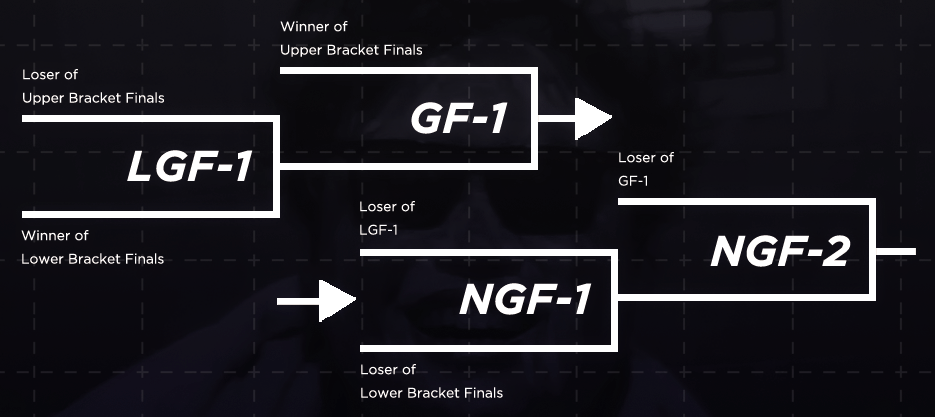 Winner of
Upper Bracket Finals
Loser of
Upper Bracket Finals
GF-1
LGF-1
Loser of
GF-1
Loser of
LGF-1
Winner of
Lower Bracket Finals
NGF-2
NGF-1
Loser of
Lower Bracket Finals